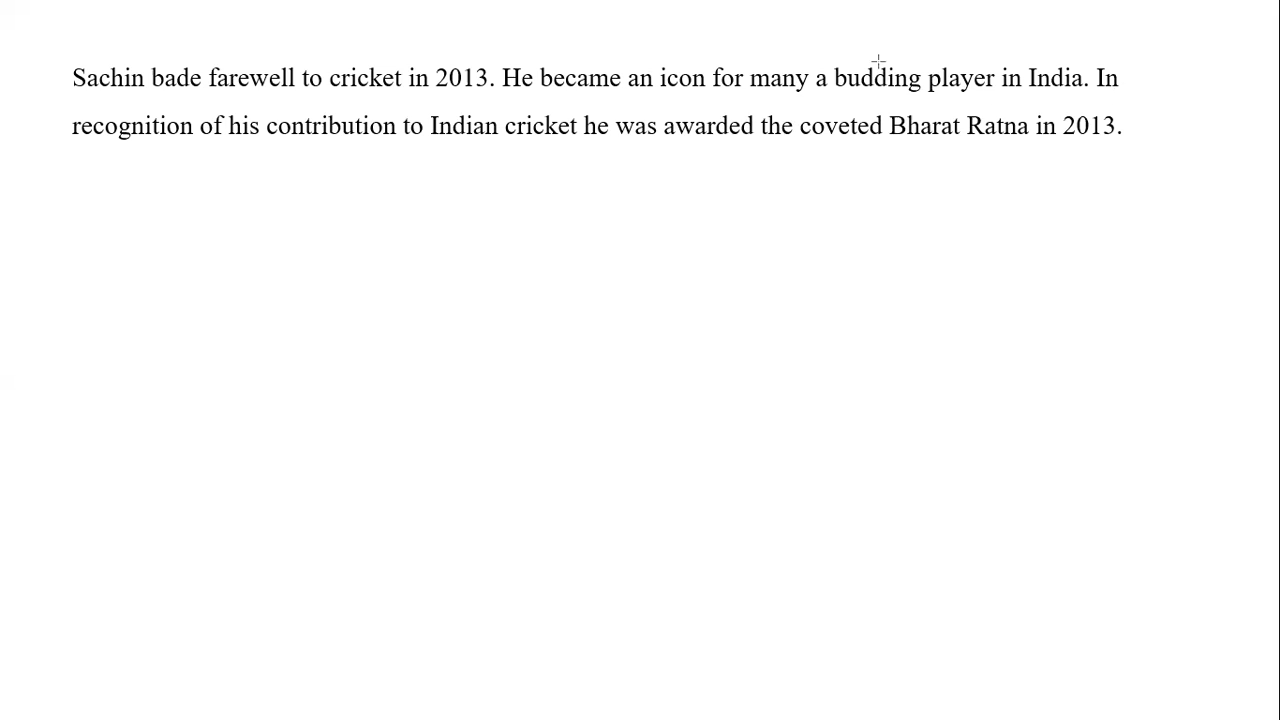 Sachin bade farewell to cricket in 2013. He became an icon for many a budding player in India. In
recognition of his contribution to Indian cricket he was awarded the coveted Bharat Ratna in 2013.